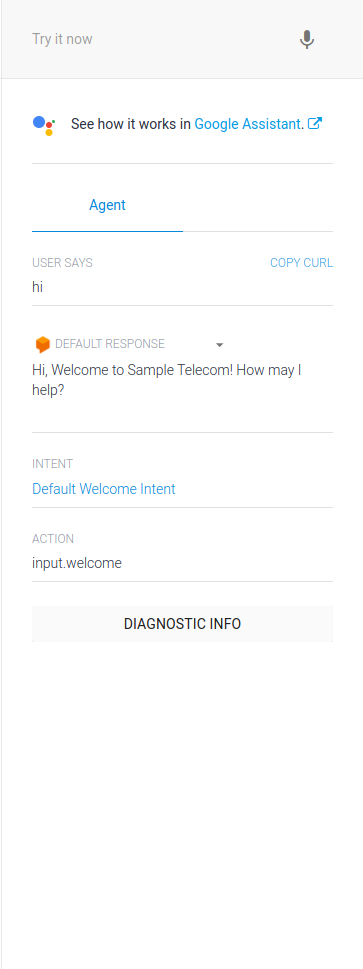 Try it now
See how it works in Google Assistant.
Agent
USER SAYS COPY CURL
hi
DEFAULT RESPONSE
Hi, Welcome to Sample Telecom! How may I
help?
INTENT
Default Welcome Intent
ACTION
input.welcome
DIAGNOSTIC INFO